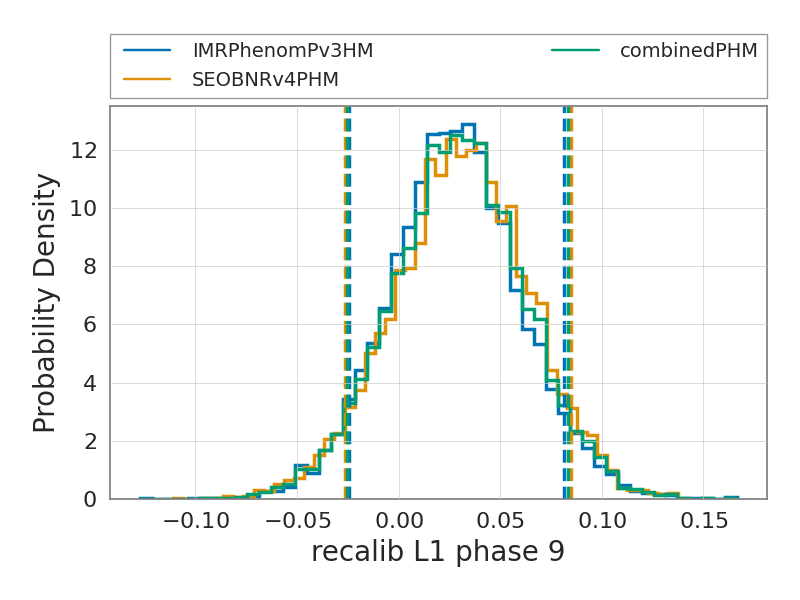 IMRPhenomPv3HM
SEOBNRv4PHM
combinedPHM
12
10
8
6
4
2
0
−0.10 −0.05 0.00 0.05 0.10 0.15
Probability Density
recalib L1 phase 9